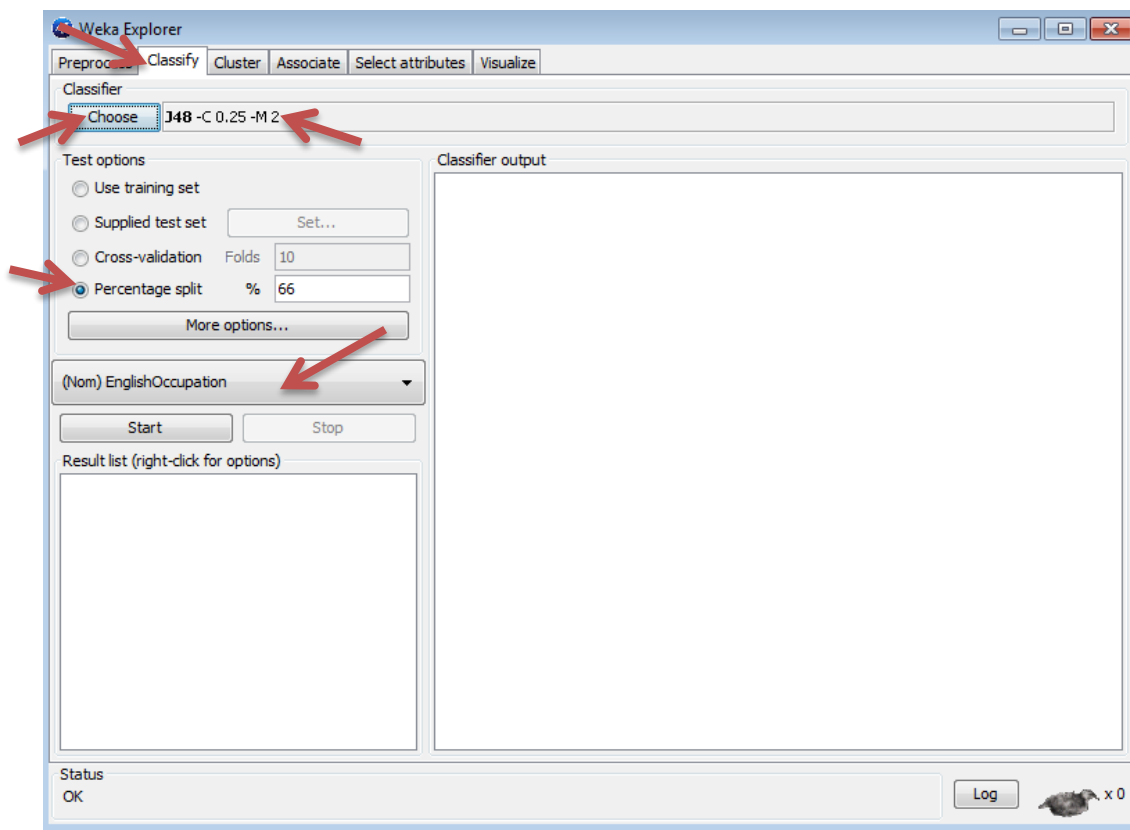 Weka Explorer
Preprocess Classify Cluster Associate Select attributes Visualize
Classifier
Choose J48 -C 0.25 -M 2
Test options
Use training set
Supplied test set Set...
Cross-validation Folds 10
Percentage split % 66
More options...
(Nom) EnglishOccupation
Start Stop
Result list (right-click for options)
Classifier output
Status
OK
Log x 0